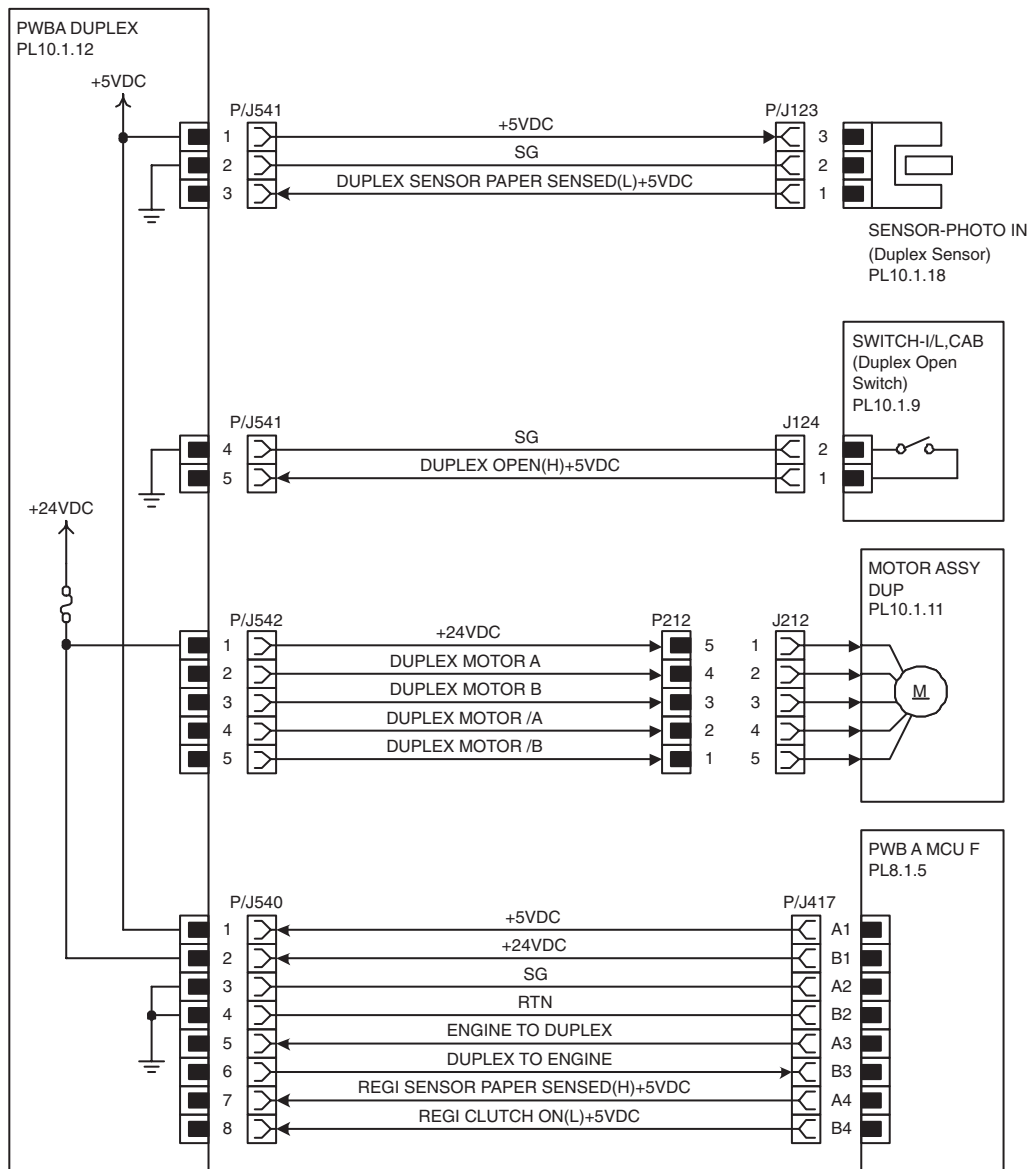 PWBA DUPLEX
PL10.1.12
+5VDC
P/J541
P/J123
1 +5VDC 3
2 SG 2
3 DUPLEX SENSOR PAPER SENSED(L)+5VDC 1
SENSOR-PHOTO IN
(Duplex Sensor)
PL10.1.18
SWITCH-I/L,CAB
(Duplex Open
Switch)
PL10.1.9
P/J541
J124
4 SG 2
5 DUPLEX OPEN(H)+5VDC 1
+24VDC
MOTOR ASSY
DUP
PL10.1.11
P/J542
P212
J212
1 +24VDC 5 1
2 DUPLEX MOTOR A 4 2
3 DUPLEX MOTOR B 3 3
4 DUPLEX MOTOR /A 2 4
5 DUPLEX MOTOR /B 1 5
M
PWB A MCU F
PL8.1.5
P/J540
P/J417
1 +5VDC A1
2 +24VDC B1
3 SG A2
4 RTN B2
5 ENGINE TO DUPLEX A3
6 DUPLEX TO ENGINE B3
7 REGI SENSOR PAPER SENSED(H)+5VDC A4
8 REGI CLUTCH ON(L)+5VDC B4